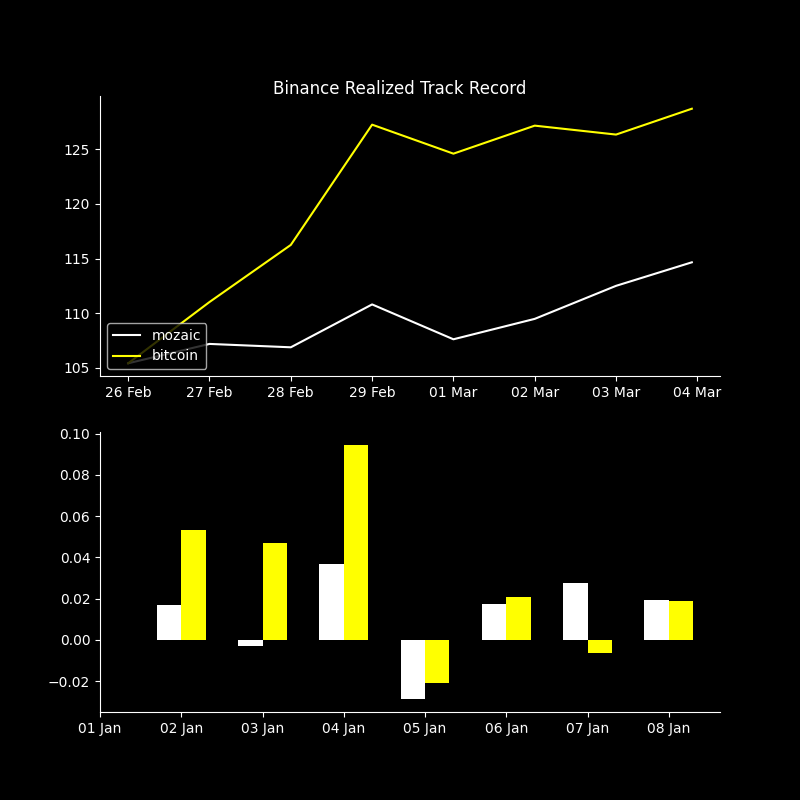 Binance Realized Track Record
125
120
115
110
105
mozaic
bitcoin
26 Feb 27 Feb 28 Feb 29 Feb 01 Mar 02 Mar 03 Mar 04 Mar
0.10
0.08
0.06
0.04
0.02
0.00
−0.02
01 Jan 02 Jan 03 Jan 04 Jan 05 Jan 06 Jan 07 Jan 08 Jan